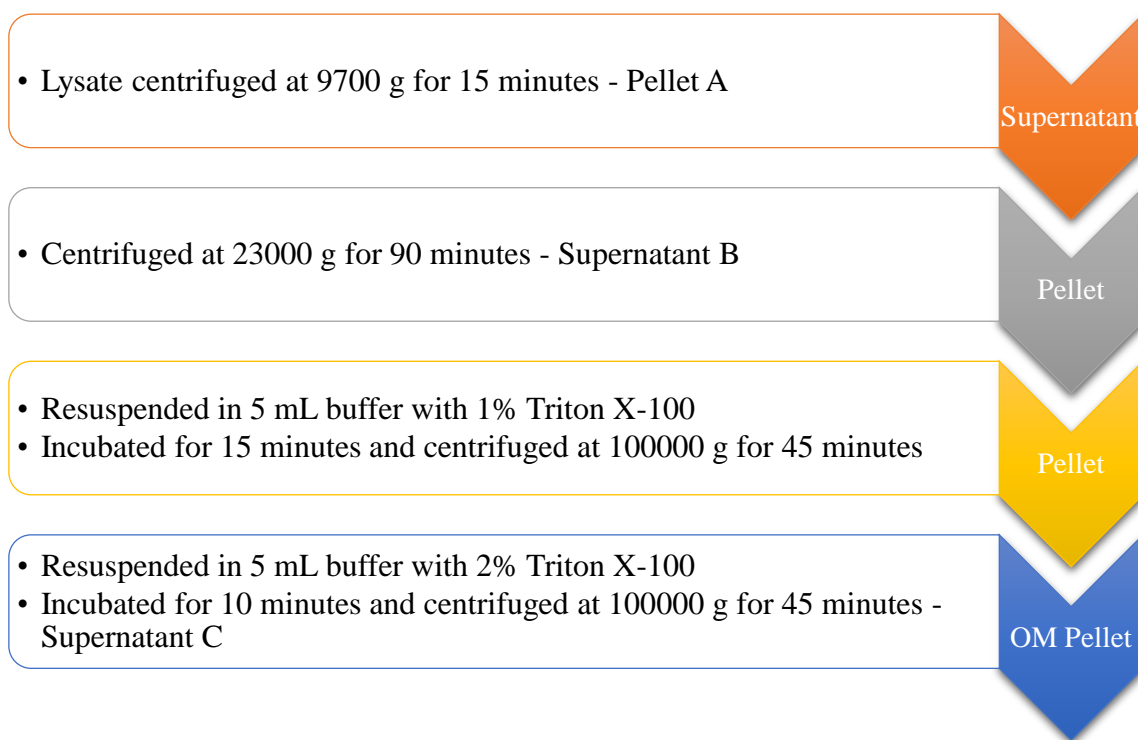 • Lysate centrifuged at 9700 g for 15 minutes - Pellet A
Supernatant
• Centrifuged at 23000 g for 90 minutes - Supernatant B
Pellet
• Resuspended in 5 mL buffer with 1% Triton X-100
• Incubated for 15 minutes and centrifuged at 100000 g for 45 minutes
Pellet
• Resuspended in 5 mL buffer with 2% Triton X-100
• Incubated for 10 minutes and centrifuged at 100000 g for 45 minutes -
Supernatant C
OM Pellet